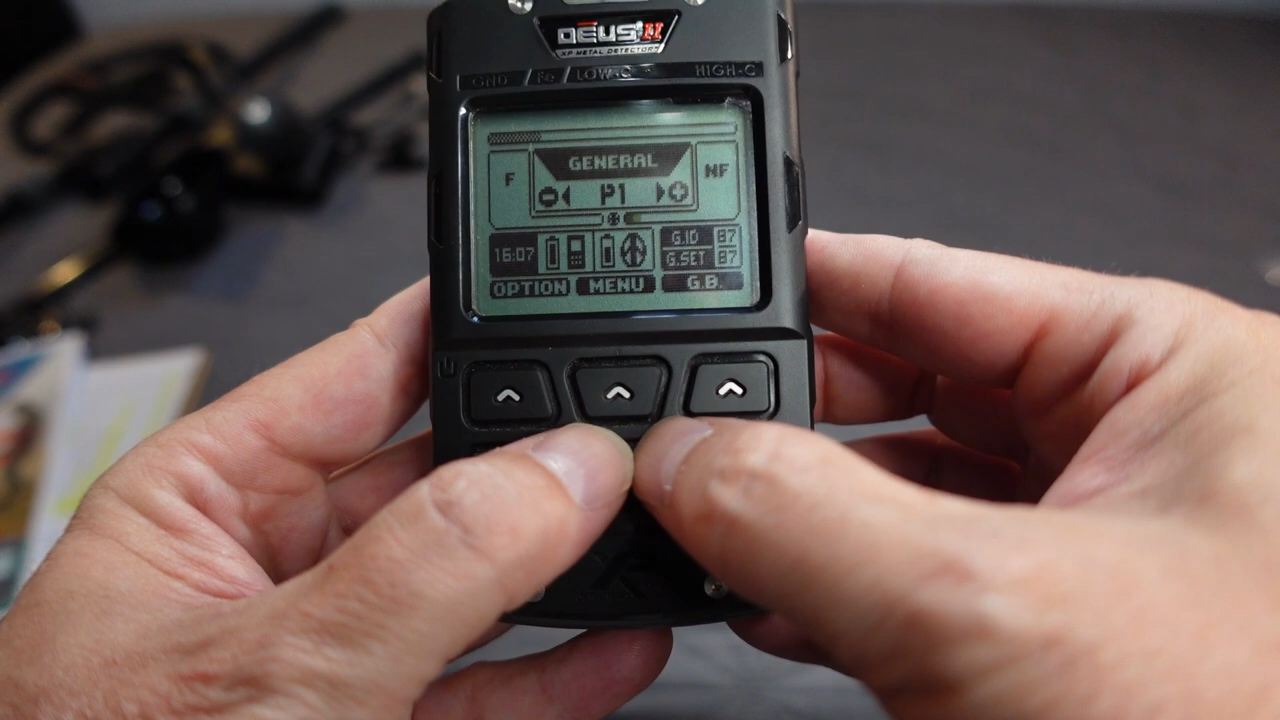 DEUS II
XP METAL DETECTORS
GND / Fe / LOW-C HIGH-C
GENERAL
F P1 NF
16:07 G.ID 87
G.SET 87
OPTION MENU G.B.